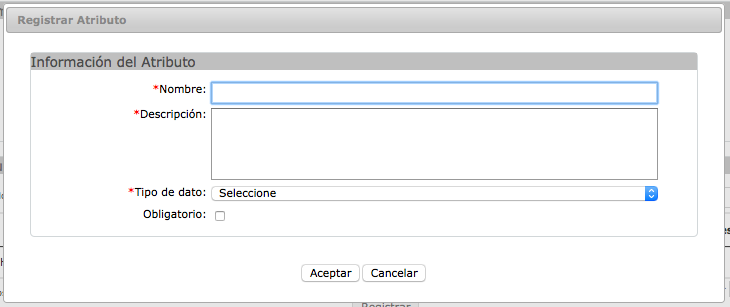 Registrar Atributo
Información del Atributo
*Nombre:
*Descripción:
*Tipo de dato: Seleccione
Obligatorio:
Aceptar Cancelar
Registrar